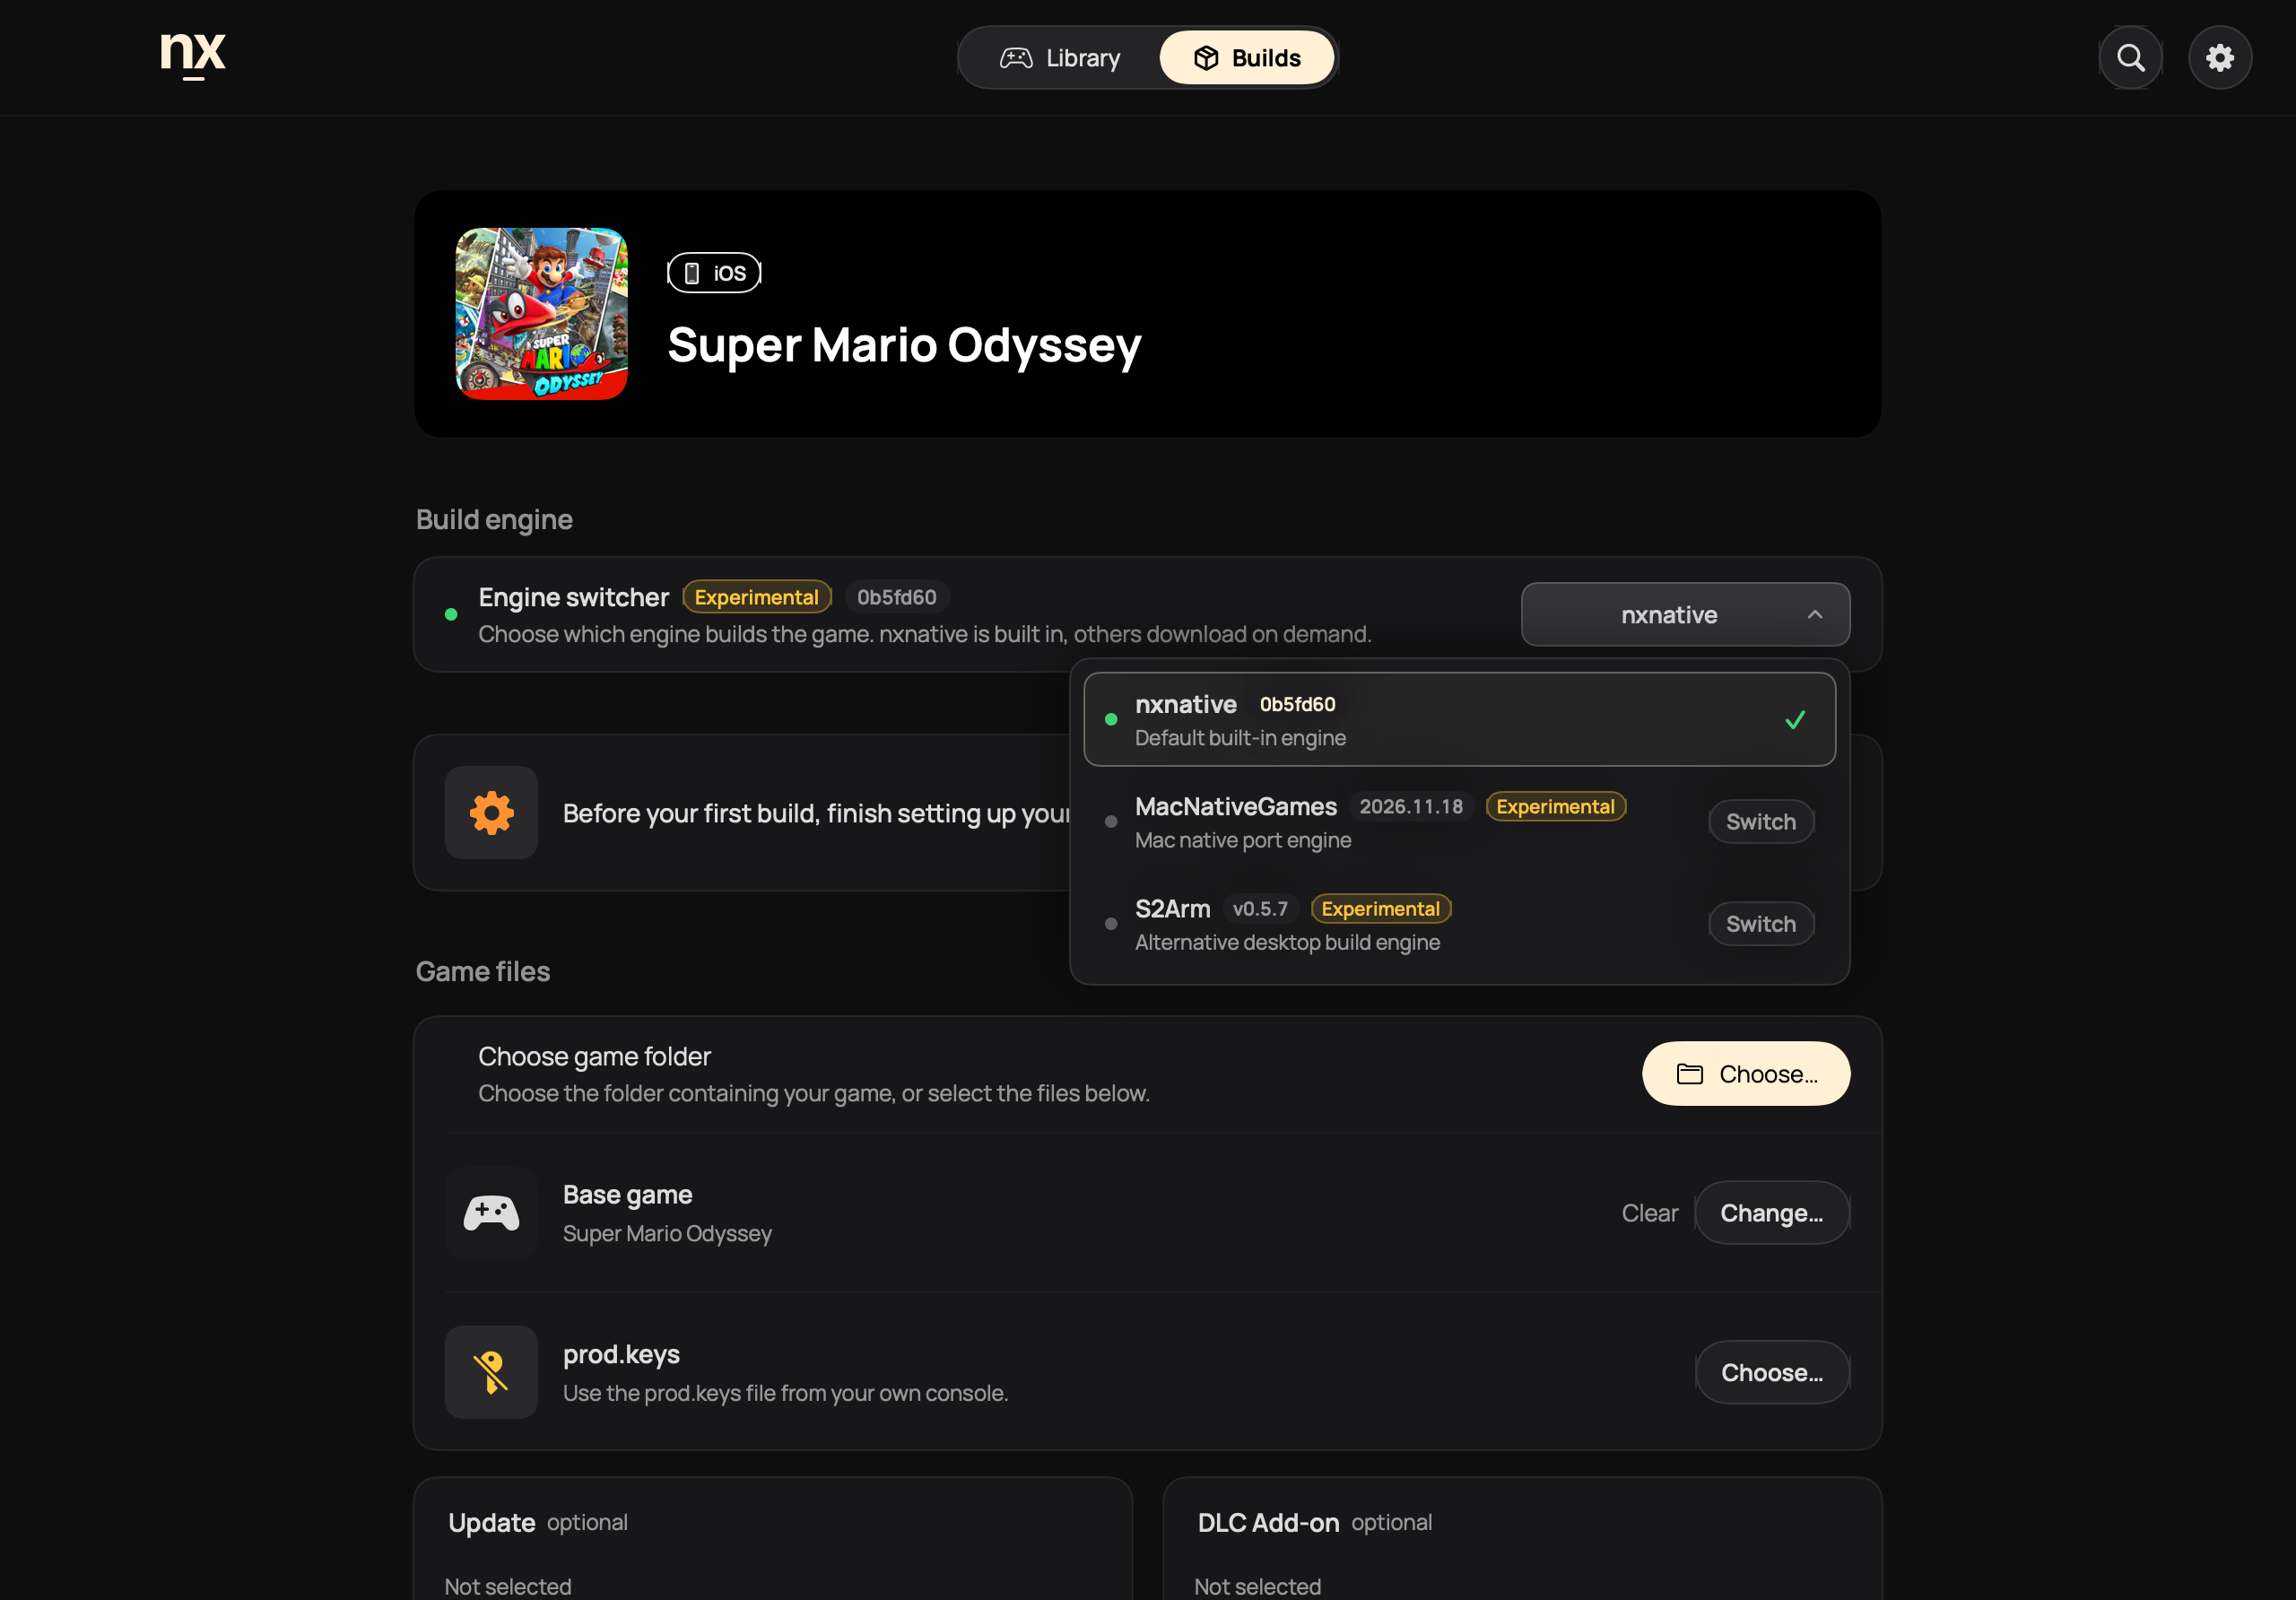 nx
Library
Builds
iOS
Super Mario Odyssey
SUPER
MARIO
ODYSSEY
Build engine
Engine switcher Experimental 0b5fd60
Choose which engine builds the game. nxnative is built in, others download on demand.
nxnative
nxnative 0b5fd60
Default built-in engine
MacNativeGames 2026.11.18 Experimental
Mac native port engine
Switch
S2Arm v0.5.7 Experimental
Alternative desktop build engine
Switch
Before your first build, finish setting up your
Game files
Choose game folder
Choose the folder containing your game, or select the files below.
Choose...
Base game
Super Mario Odyssey
Clear
Change...
prod.keys
Use the prod.keys file from your own console.
Choose...
Update optional
Not selected
DLC Add-on optional
Not selected